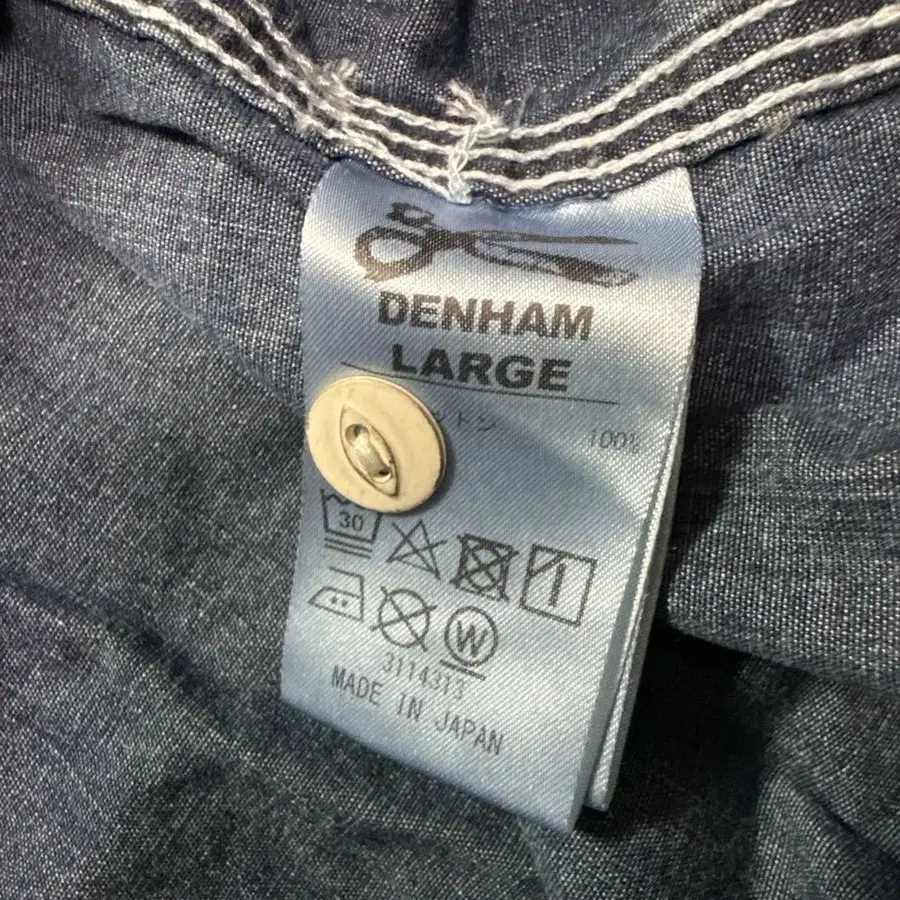 DENHAM
LARGE
100%
30
W
3114313
MADE IN JAPAN